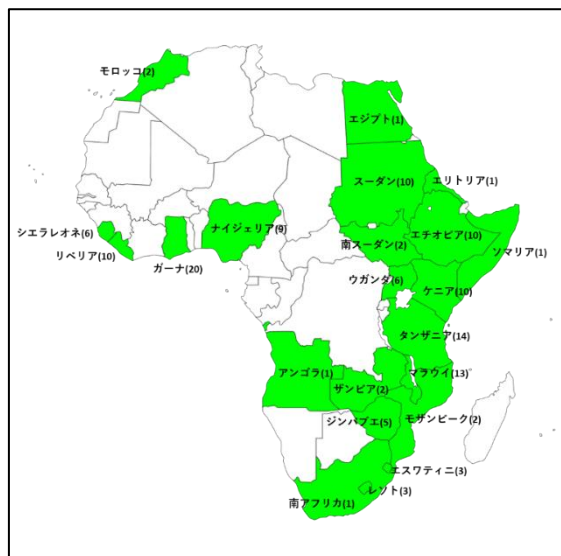 モロッコ(2)
エジプト(1)
スーダン(10)
エリトリア(1)
シエラレオネ(6)
ナイジェリア(9)
南スーダン(2)
エチオピア(10)
ソマリア(1)
リベリア(10)
ガーナ(20)
ウガンダ(6)
ケニア(10)
タンザニア(14)
アンゴラ(1)
マラウイ(13)
ザンビア(2)
ジンバブエ(5)
モザンビーク(2)
エスワティニ(3)
レソト(3)
南アフリカ(1)